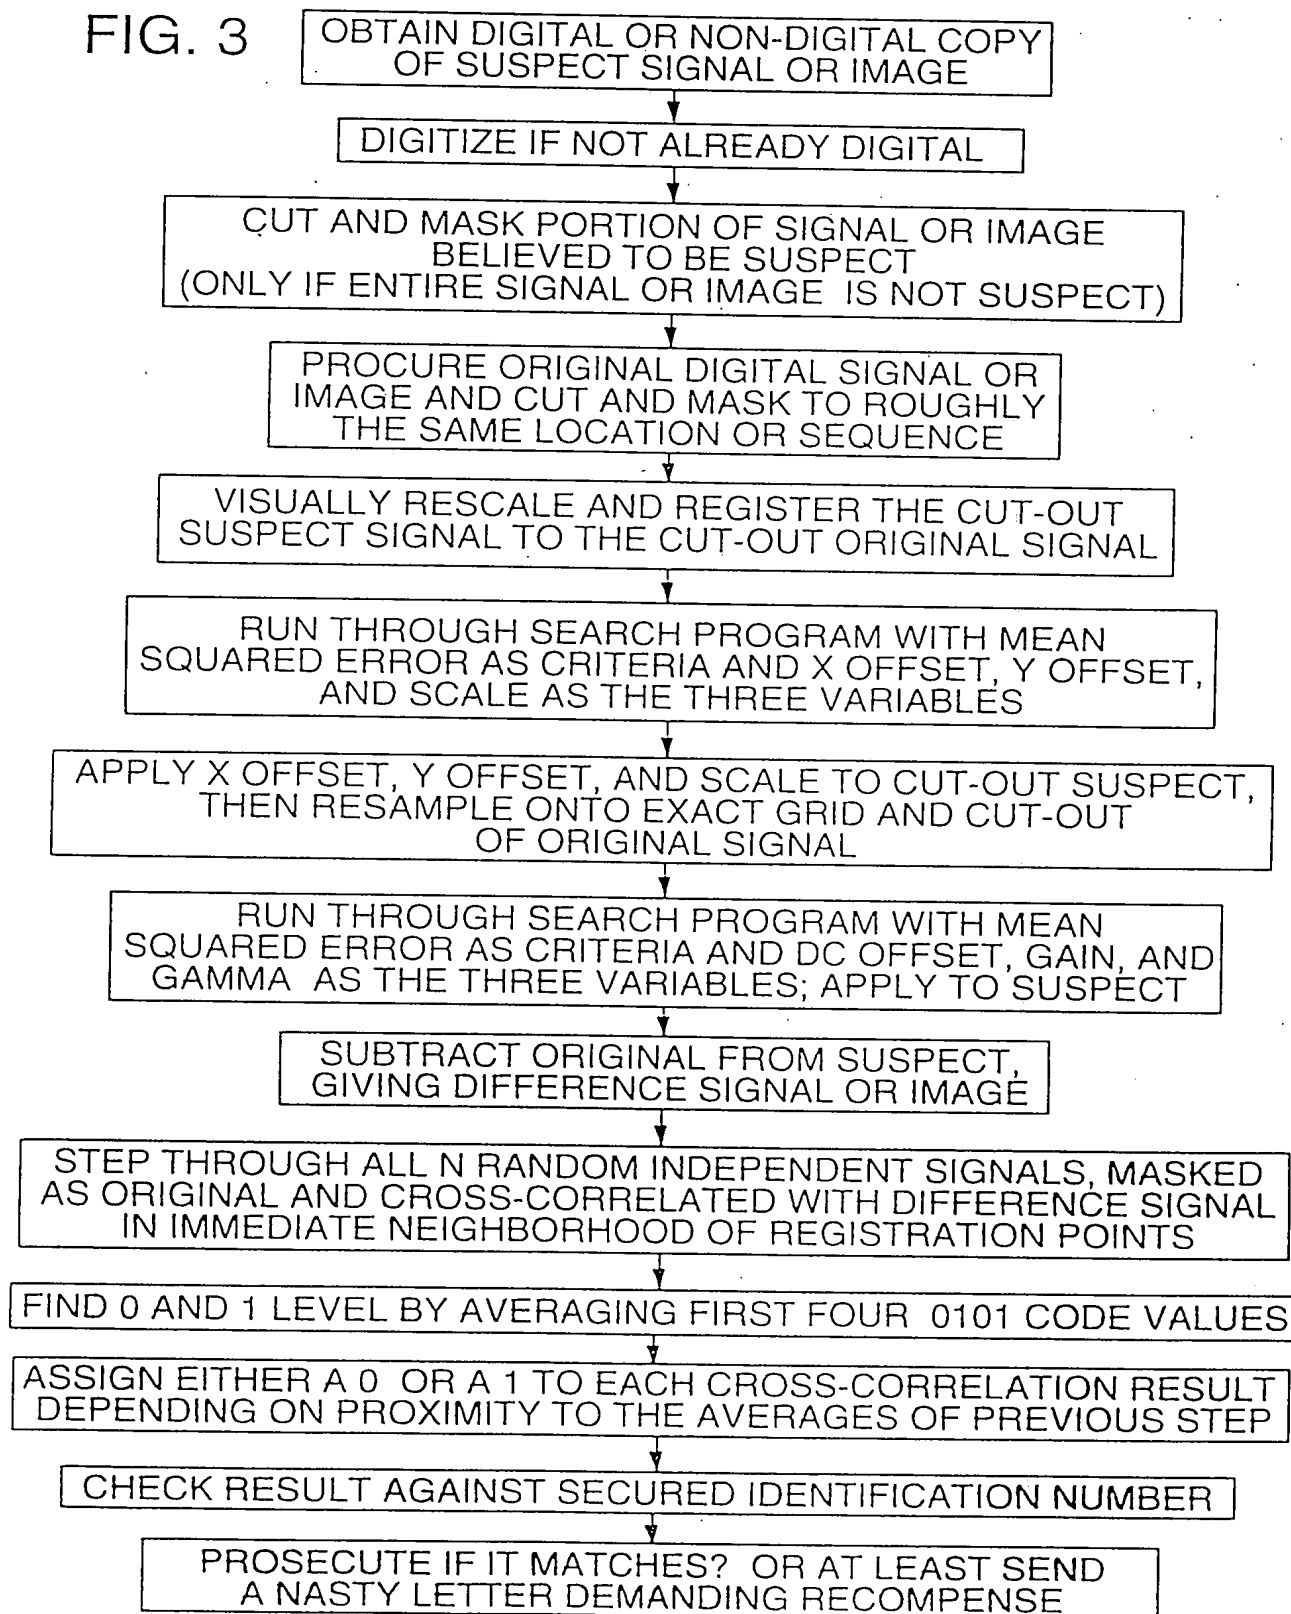 FIG. 3
OBTAIN DIGITAL OR NON-DIGITAL COPY
OF SUSPECT SIGNAL OR IMAGE
DIGITIZE IF NOT ALREADY DIGITAL
CUT AND MASK PORTION OF SIGNAL OR IMAGE
BELIEVED TO BE SUSPECT
(ONLY IF ENTIRE SIGNAL OR IMAGE IS NOT SUSPECT)
PROCURE ORIGINAL DIGITAL SIGNAL OR
IMAGE AND CUT AND MASK TO ROUGHLY
THE SAME LOCATION OR SEQUENCE
VISUALLY RESCALE AND REGISTER THE CUT-OUT
SUSPECT SIGNAL TO THE CUT-OUT ORIGINAL SIGNAL
RUN THROUGH SEARCH PROGRAM WITH MEAN
SQUARED ERROR AS CRITERIA AND X OFFSET, Y OFFSET,
AND SCALE AS THE THREE VARIABLES
APPLY X OFFSET, Y OFFSET, AND SCALE TO CUT-OUT SUSPECT,
THEN RESAMPLE ONTO EXACT GRID AND CUT-OUT
OF ORIGINAL SIGNAL
RUN THROUGH SEARCH PROGRAM WITH MEAN
SQUARED ERROR AS CRITERIA AND DC OFFSET, GAIN, AND
GAMMA AS THE THREE VARIABLES; APPLY TO SUSPECT
SUBTRACT ORIGINAL FROM SUSPECT,
GIVING DIFFERENCE SIGNAL OR IMAGE
STEP THROUGH ALL N RANDOM INDEPENDENT SIGNALS, MASKED
AS ORIGINAL AND CROSS-CORRELATED WITH DIFFERENCE SIGNAL
IN IMMEDIATE NEIGHBORHOOD OF REGISTRATION POINTS
FIND 0 AND 1 LEVEL BY AVERAGING FIRST FOUR 0101 CODE VALUES
ASSIGN EITHER A 0 OR A 1 TO EACH CROSS-CORRELATION RESULT
DEPENDING ON PROXIMITY TO THE AVERAGES OF PREVIOUS STEP
CHECK RESULT AGAINST SECURED IDENTIFICATION NUMBER
PROSECUTE IF IT MATCHES? OR AT LEAST SEND
A NASTY LETTER DEMANDING RECOMPENSE